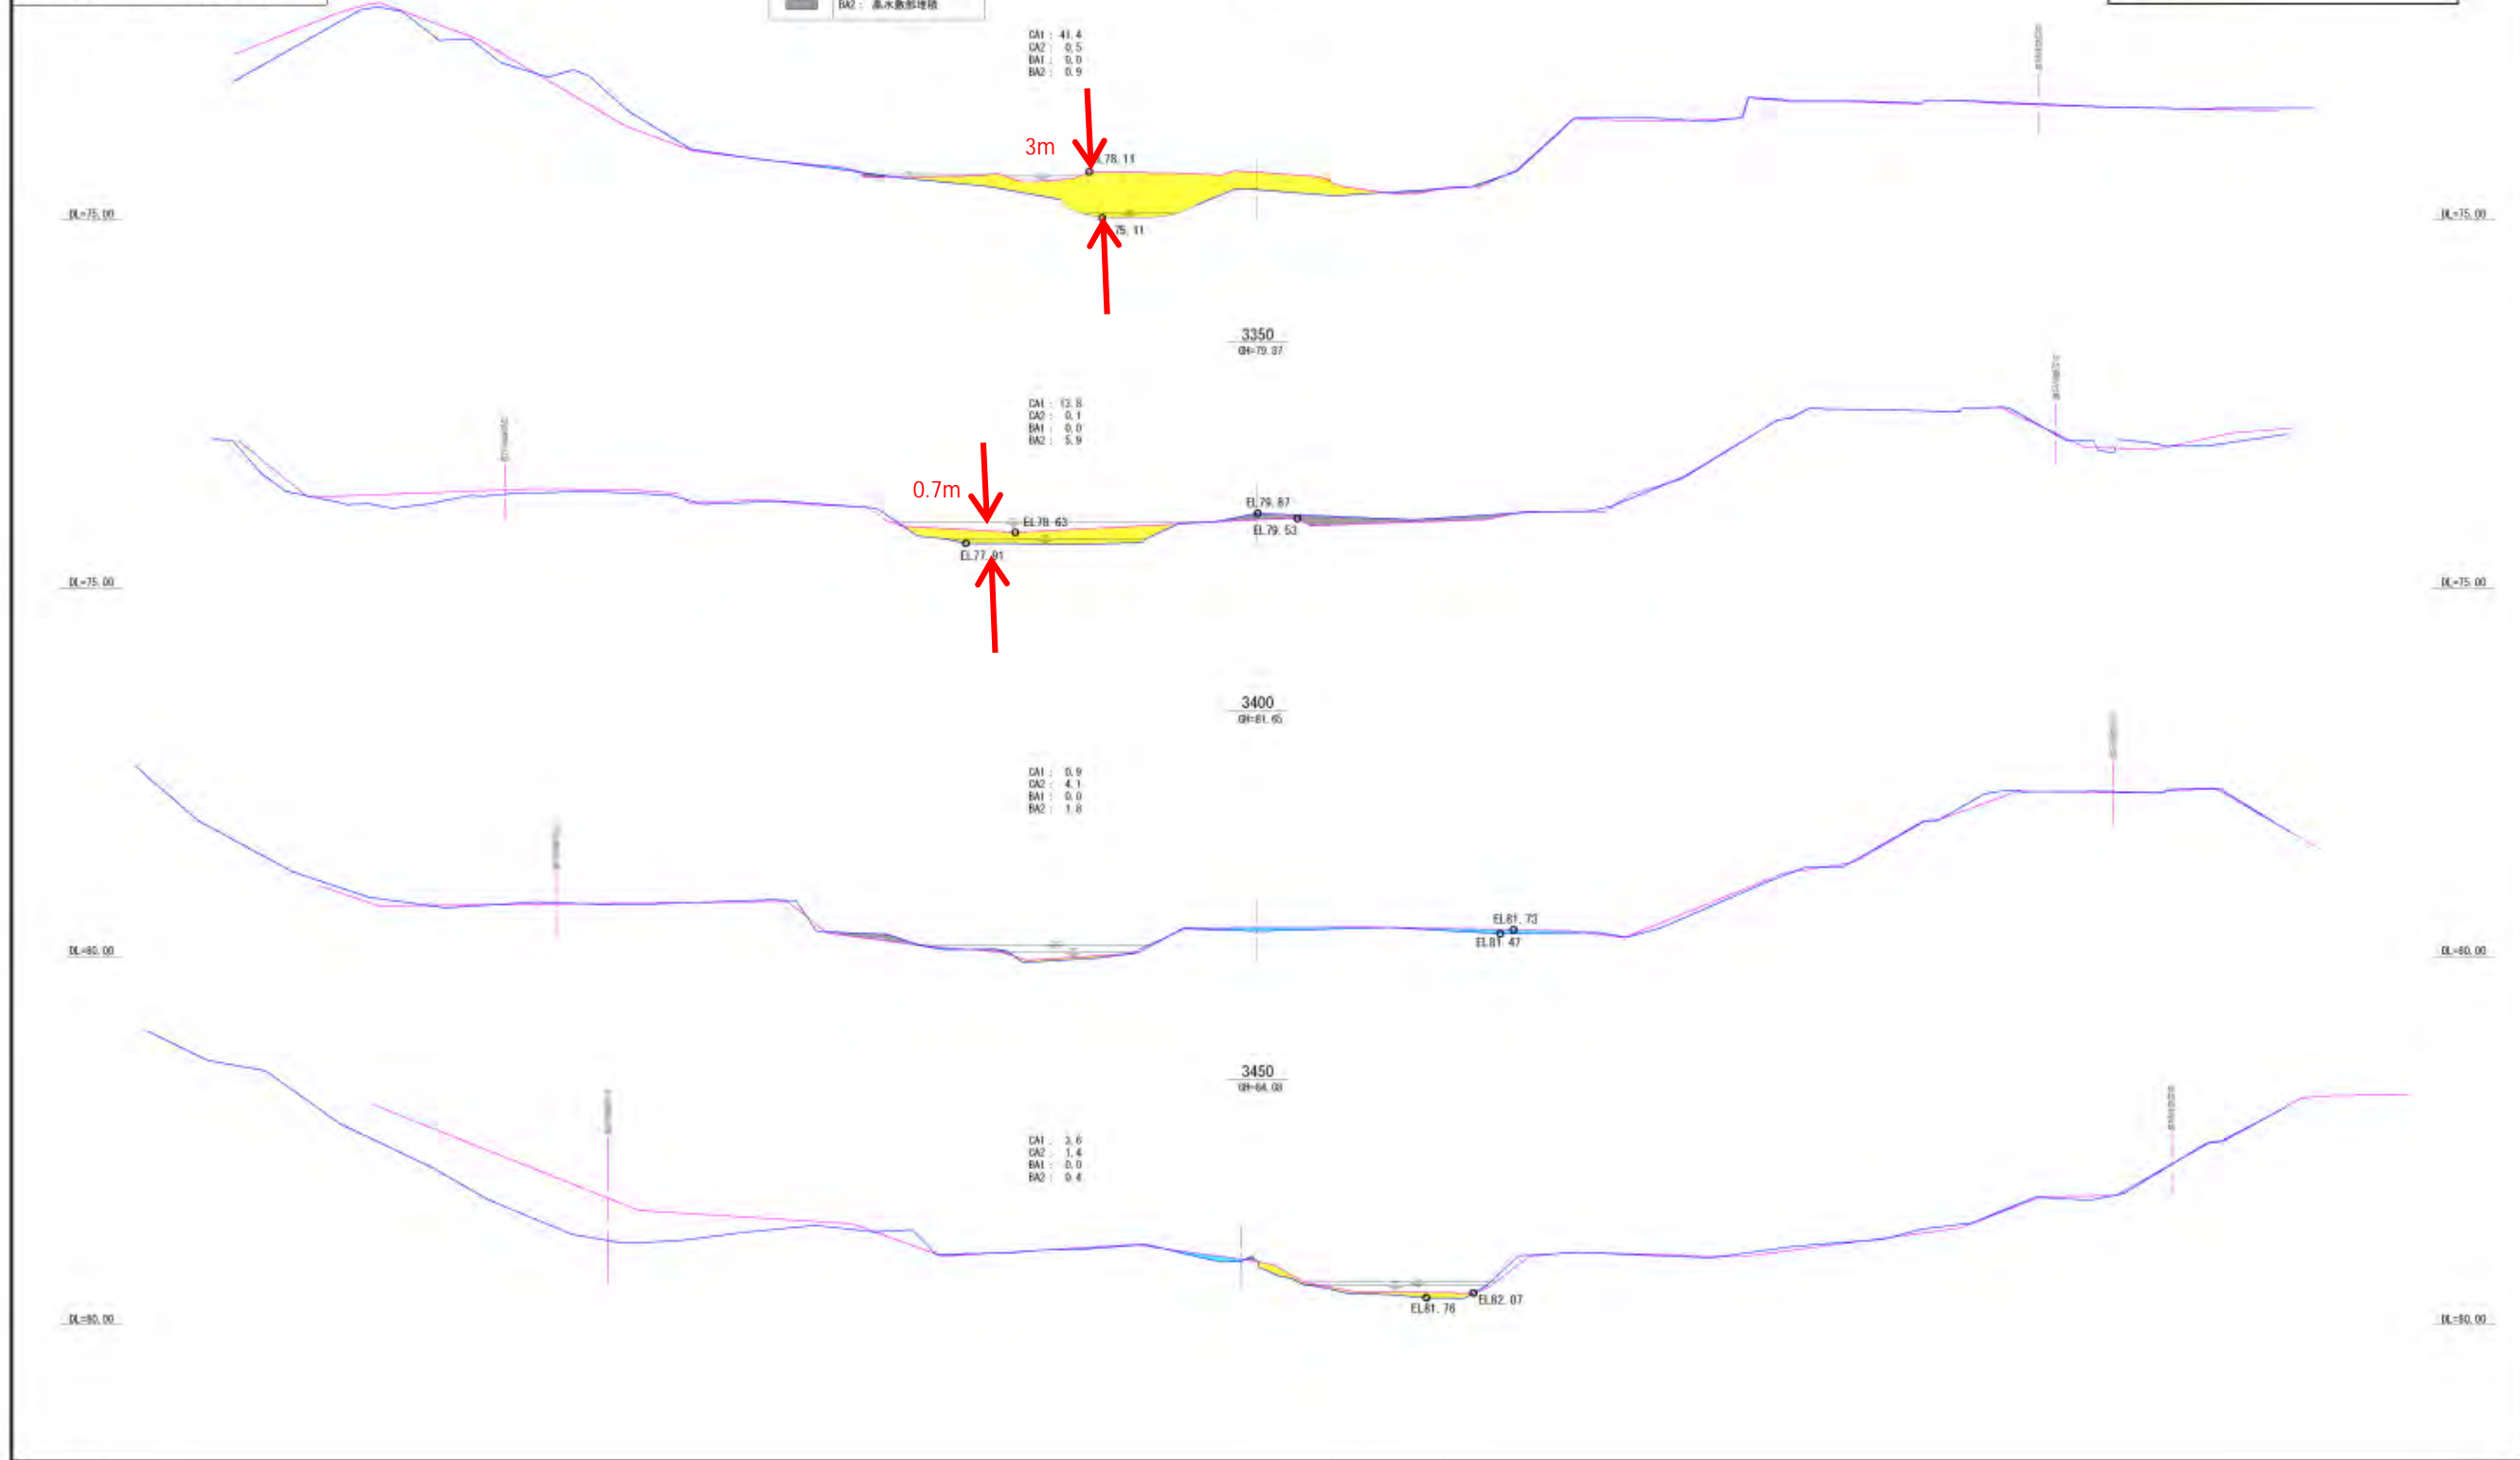 BA2： 高水敷部堆積
CA1： 41.4
CA2： 0.5
BA1： 0.0
BA2： 0.9
3m
EL78.11
DL=75.00
DL=75.00
75.11
3350
GH=79.87
CA1： 13.8
CA2： 0.1
BA1： 0.0
BA2： 5.9
0.7m
EL78.63
EL79.87
EL79.53
EL77.91
DL=75.00
DL=75.00
3400
GH=81.65
CA1： 0.9
CA2： 4.1
BA1： 0.0
BA2： 1.8
EL81.73
EL81.47
DL=80.00
DL=80.00
3450
GH=84.08
CA1： 3.6
CA2： 1.4
BA1： 0.0
BA2： 0.4
EL82.07
EL81.76
DL=80.00
DL=80.00